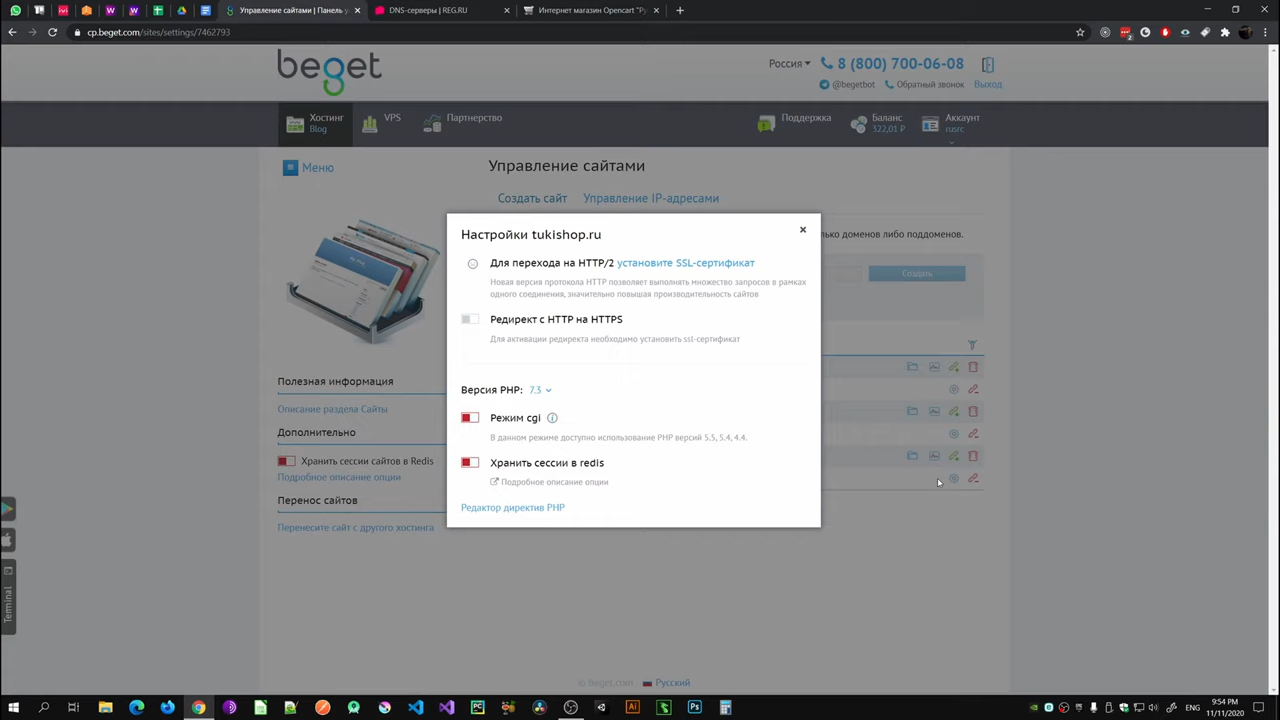 Управление сайтами | Панель у
DNS-серверы | REG.RU
Интернет магазин Opencart "Ру
cp.beget.com/sites/settings/7462793
beget
Россия
8 (800) 700-06-08
@begetbot
Обратный звонок
Выход
Хостинг
Blog
VPS
Партнерство
Поддержка
Баланс
322,01 ₽
Аккаунт
rusrc
Меню
Управление сайтами
Создать сайт
Управление IP-адресами
лько доменов либо поддоменов.
Создать
Настройки tukishop.ru
Для перехода на HTTP/2 установите SSL-сертификат
Новая версия протокола HTTP позволяет выполнять множество запросов в рамках
одного соединения, значительно повышая производительность сайтов
Редирект с HTTP на HTTPS
Для активации редиректа необходимо установить ssl-сертификат
Версия PHP: 7.3
Режим cgi
В данном режиме доступно использование PHP версий 5.5, 5.4, 4.4.
Хранить сессии в redis
Подробное описание опции
Редактор директив PHP
Полезная информация
Описание раздела Сайты
Дополнительно
Хранить сессии сайтов в Redis
Подробное описание опции
Перенос сайтов
Перенесите сайт с другого хостинга
Terminal
© beget.com
Русский
ENG
9:54 PM
11/11/2020